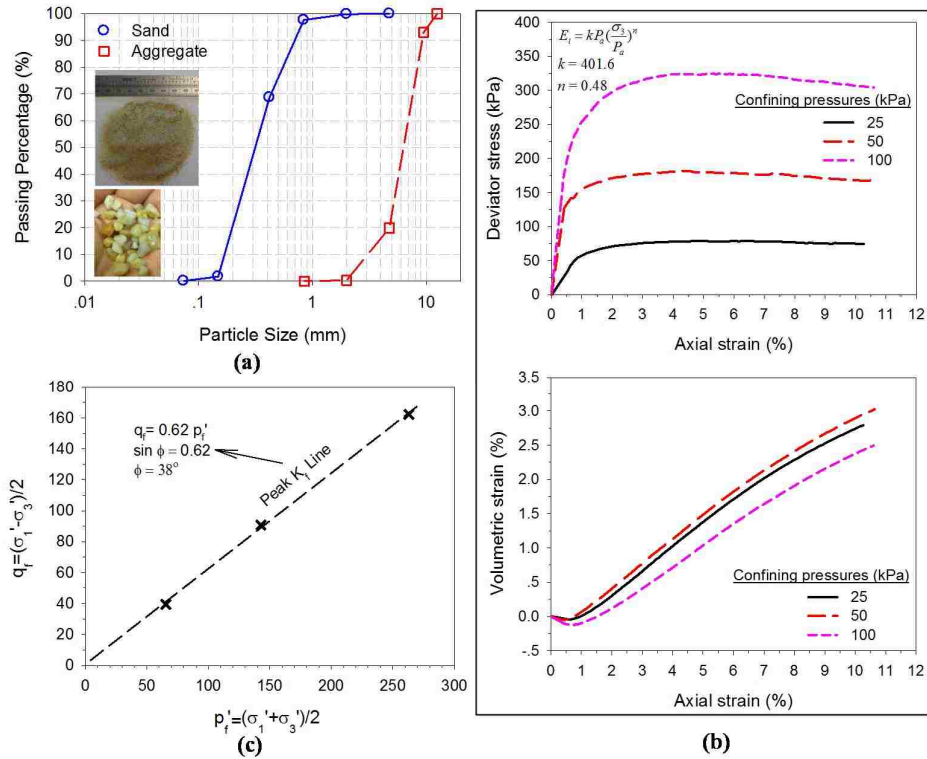 100
90
80
70
60
50
40
30
20
10
0
Passing Percentage (%)
Sand
Aggregate
.01
.1
1
10
Particle Size (mm)
(a)
400
350
300
250
200
150
100
50
0
Deviator stress (kPa)
E_i = kP_a(σ_3/P_a)^n
k = 401.6
n = 0.48
Confining pressures (kPa)
25
50
100
0 1 2 3 4 5 6 7 8 9 10 11 12
Axial strain (%)
180
160
140
120
100
80
60
40
20
0
q_f=(σ_1'-σ_3')/2
q_f= 0.62 p_f'
sin ϕ = 0.62
ϕ = 38°
Peak K_f Line
0 50 100 150 200 250 300
p_f'=(σ_1'+σ_3')/2
(c)
3.5
3.0
2.5
2.0
1.5
1.0
.5
0.0
-.5
Volumetric strain (%)
Confining pressures (kPa)
25
50
100
0 1 2 3 4 5 6 7 8 9 10 11 12
Axial strain (%)
(b)